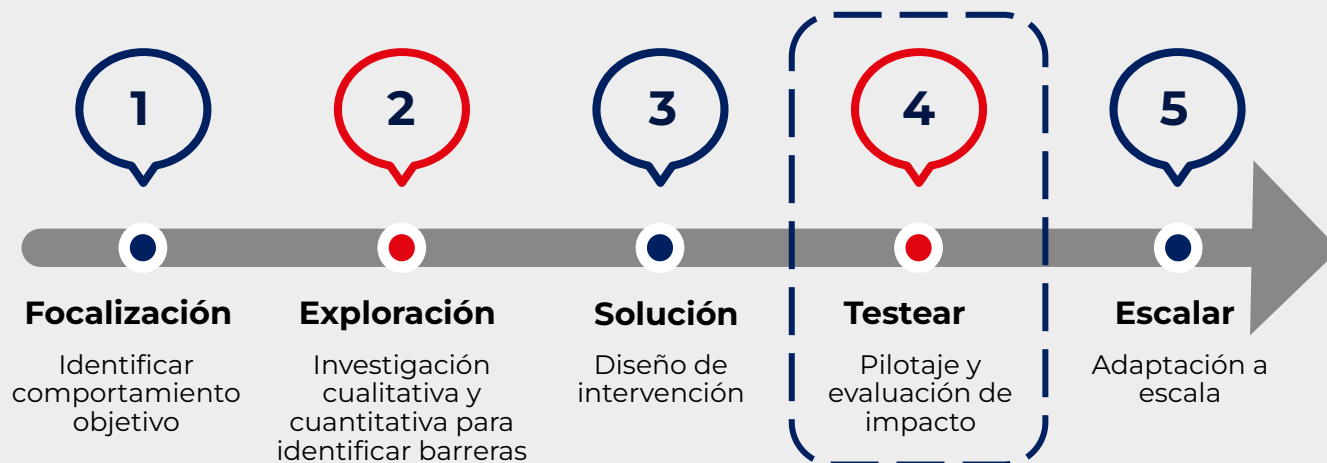 1
2
3
4
5
Focalización
Identificar
comportamiento
objetivo
Exploración
Investigación
cualitativa y
cuantitativa para
identificar barreras
Solución
Diseño de
intervención
Testear
Pilotaje y
evaluación de
impacto
Escalar
Adaptación a
escala